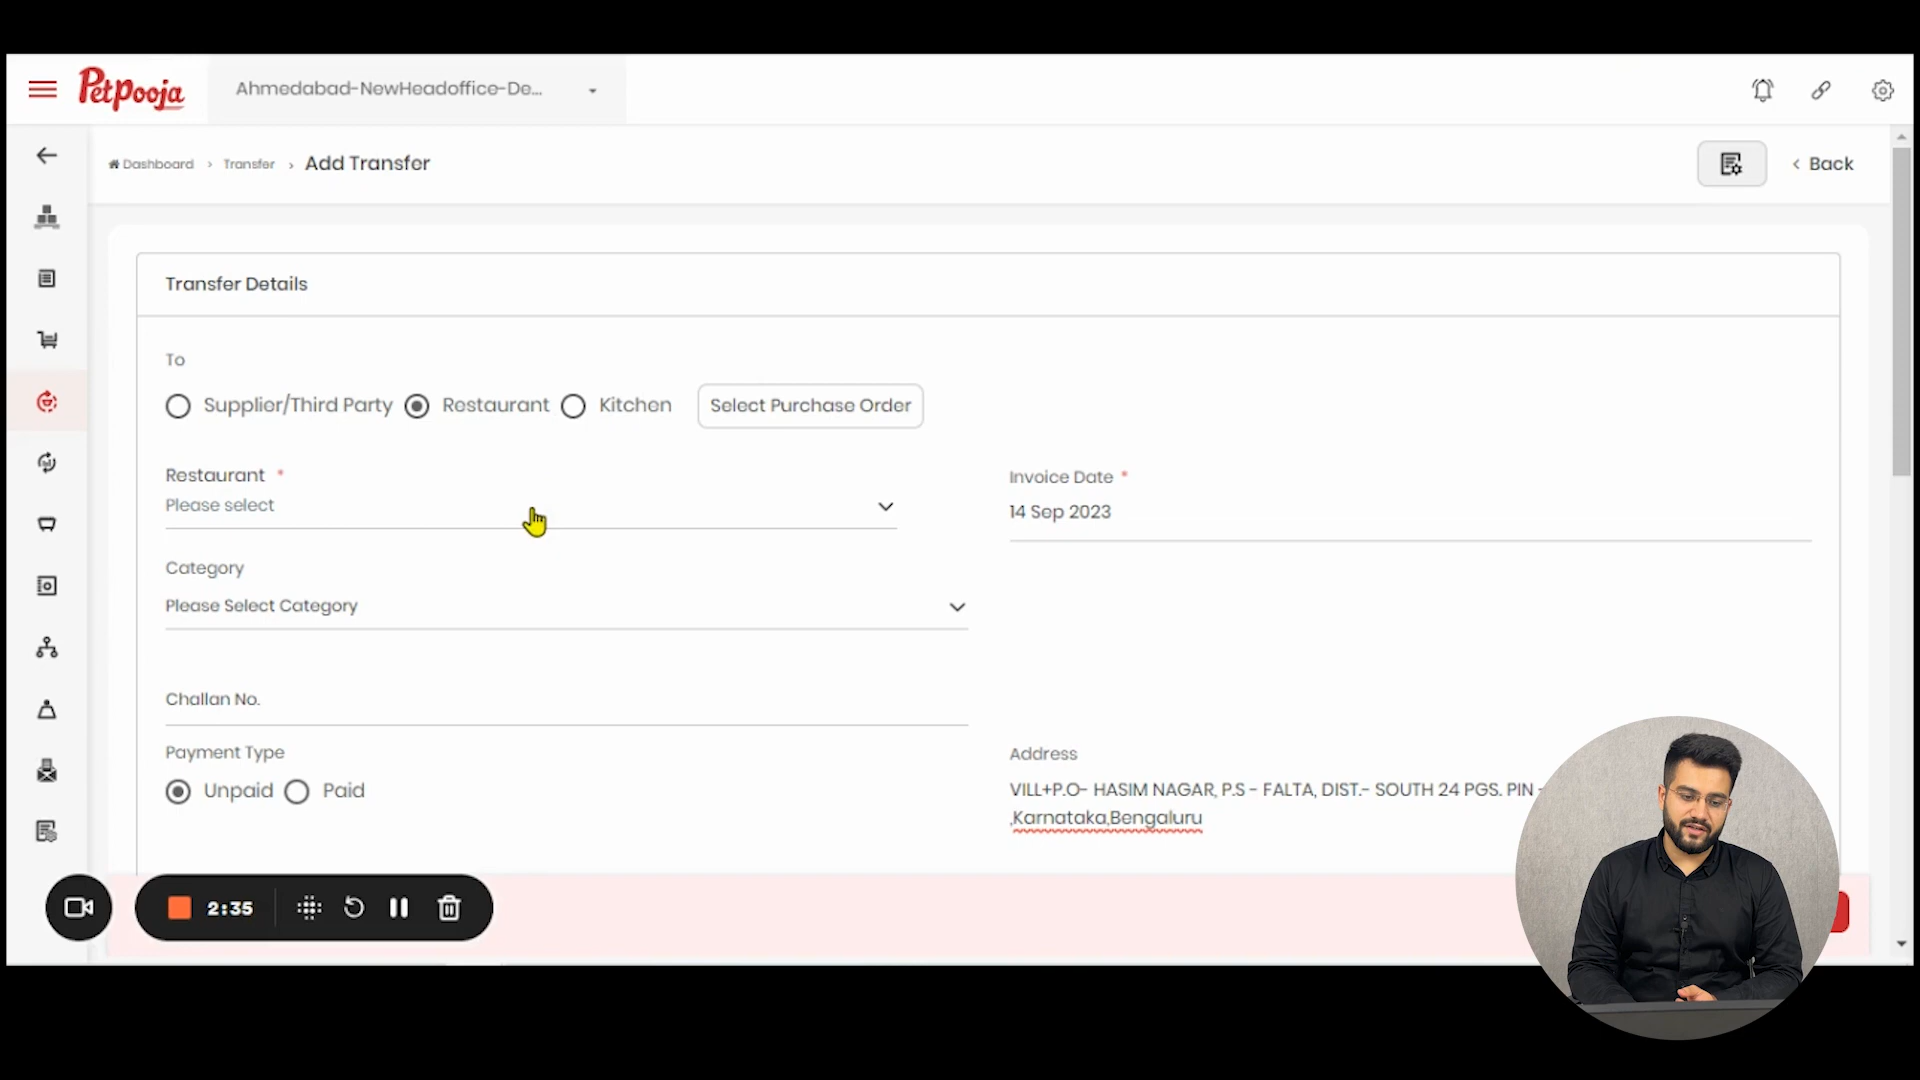 Petpooja
Ahmedabad-NewHeadoffice-De...
Dashboard > Transfer > Add Transfer
< Back
Transfer Details
To
Supplier/Third Party Restaurant Kitchen Select Purchase Order
Restaurant *
Please select
Invoice Date *
14 Sep 2023
Category
Please Select Category
Challan No.
Payment Type
Unpaid Paid
Address
VILL+P.O- HASIM NAGAR, P.S - FALTA, DIST.- SOUTH 24 PGS. PIN -
,Karnataka,Bengaluru
2:35